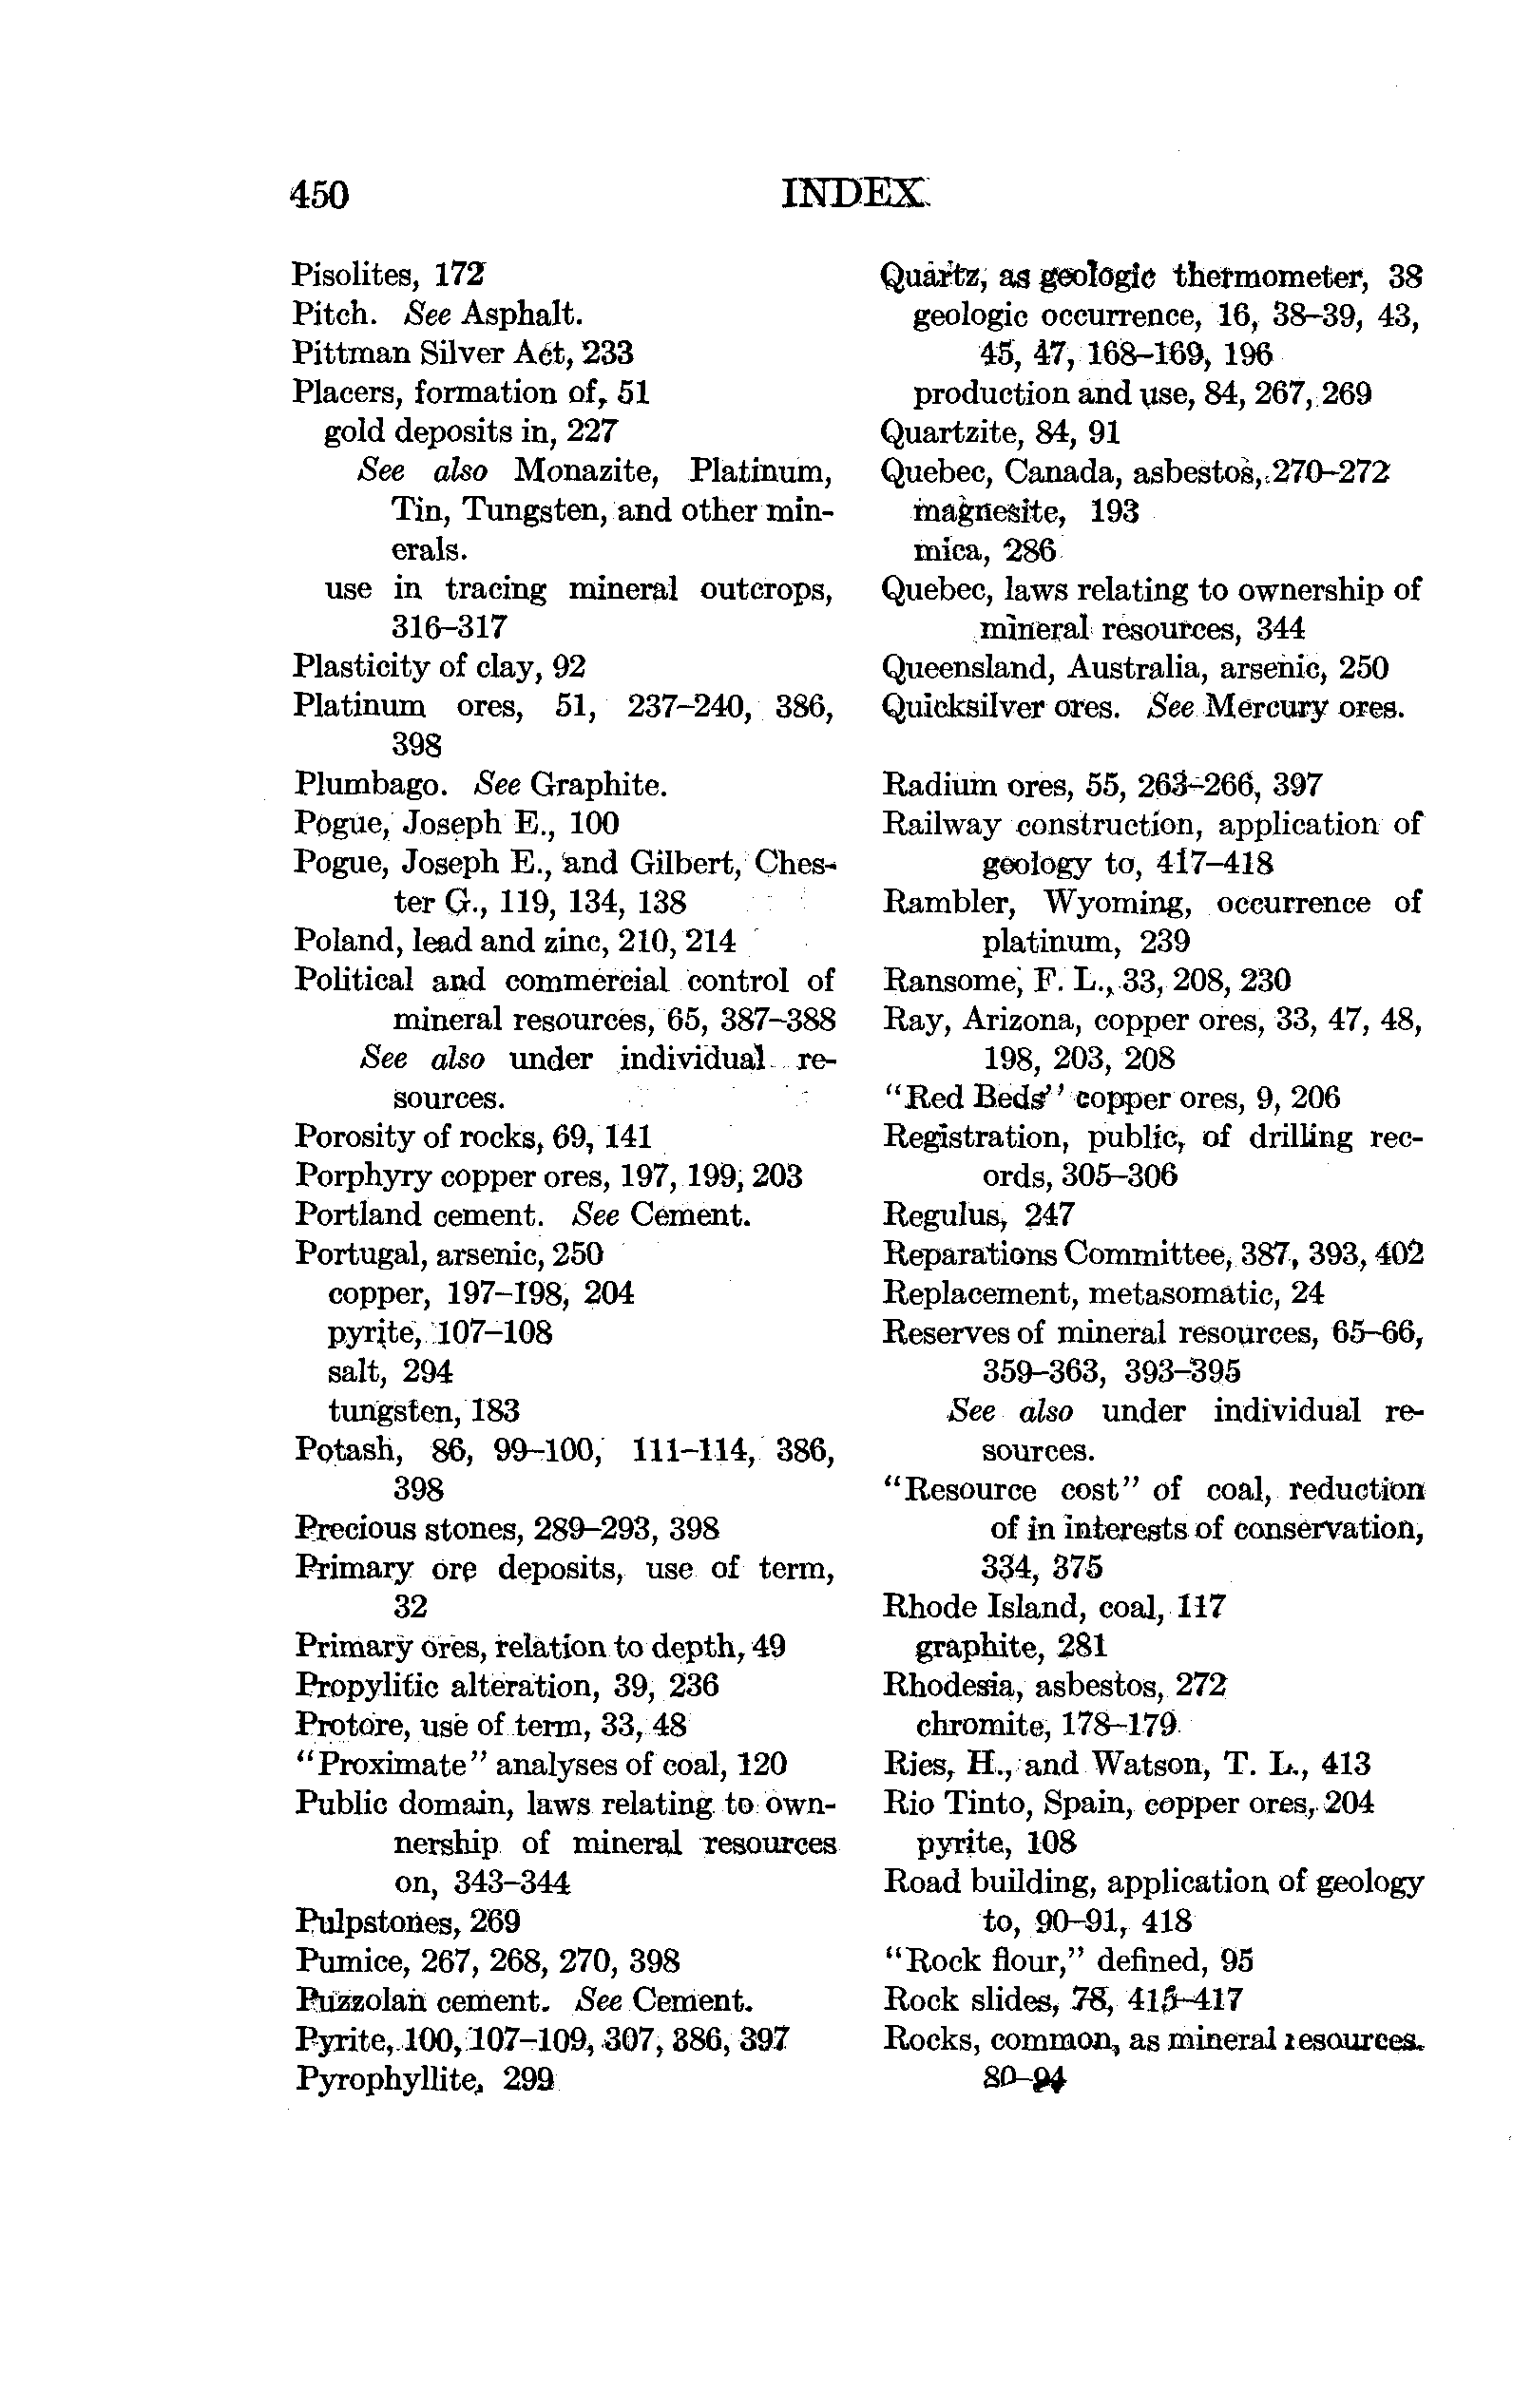 450 INDEX
Pisolites, 172
Pitch. See Asphalt.
Pittman Silver Act, 233
Placers, formation of, 51
gold deposits in, 227
See also Monazite, Platinum,
Tin, Tungsten, and other min-
erals.
use in tracing mineral outcrops,
316–317
Plasticity of clay, 92
Platinum ores, 51, 237–240, 386,
398
Plumbago. See Graphite.
Pogue, Joseph E., 100
Pogue, Joseph E., and Gilbert, Ches-
ter G., 119, 134, 138
Poland, lead and zinc, 210, 214
Political and commercial control of
mineral resources, 65, 387–388
See also under individual re-
sources.
Porosity of rocks, 69, 141
Porphyry copper ores, 197, 199, 203
Portland cement. See Cement.
Portugal, arsenic, 250
copper, 197–198, 204
pyrite, 107–108
salt, 294
tungsten, 183
Potash, 86, 99–100, 111–114, 386,
398
Precious stones, 289–293, 398
Primary ore deposits, use of term,
32
Primary ores, relation to depth, 49
Propylitic alteration, 39, 236
Protore, use of term, 33, 48
"Proximate" analyses of coal, 120
Public domain, laws relating to own-
nership of mineral resources
on, 343–344
Pulpstones, 269
Pumice, 267, 268, 270, 398
Puzzolan cement. See Cement.
Pyrite, 100, 107–109, 307, 386, 397
Pyrophyllite, 299
Quartz, as geologic thermometer, 38
geologic occurrence, 16, 38–39, 43,
45, 47, 168–169, 196
production and use, 84, 267, 269
Quartzite, 84, 91
Quebec, Canada, asbestos, 270–272
magnesite, 193
mica, 286
Quebec, laws relating to ownership of
mineral resources, 344
Queensland, Australia, arsenic, 250
Quicksilver ores. See Mercury ores.
Radium ores, 55, 263–266, 397
Railway construction, application of
geology to, 417–418
Rambler, Wyoming, occurrence of
platinum, 239
Ransome, F. L., 33, 208, 230
Ray, Arizona, copper ores, 33, 47, 48,
198, 203, 208
"Red Beds" copper ores, 9, 206
Registration, public, of drilling rec-
ords, 305–306
Regulus, 247
Reparations Committee, 387, 393, 402
Replacement, metasomatic, 24
Reserves of mineral resources, 65–66,
359–363, 393–395
See also under individual re-
sources.
"Resource cost" of coal, reduction
of in interests of conservation,
334, 375
Rhode Island, coal, 117
graphite, 281
Rhodesia, asbestos, 272
chromite, 178–179
Ries, H., and Watson, T. L., 413
Rio Tinto, Spain, copper ores, 204
pyrite, 108
Road building, application of geology
to, 90–91, 418
"Rock flour," defined, 95
Rock slides, 78, 415–417
Rocks, common, as mineral resources,
80–94